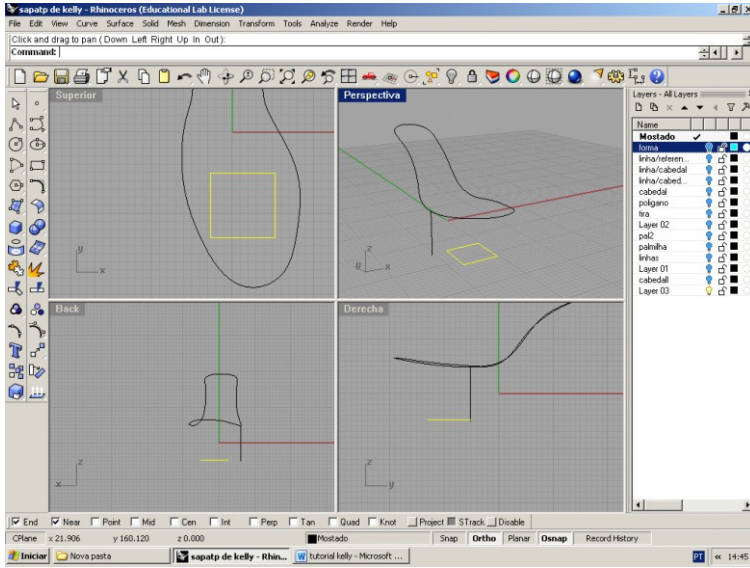 sapatp de kelly - Rhinoceros (Educational Lab License)
File Edit View Curve Surface Solid Mesh Dimension Transform Tools Analyze Render Help
Click and drag to pan ( Down Left Right Up In Out ):
Command:
Superior
Perspectiva
y
x
z
y
x
Back
Derecha
z
x
z
y
Layers - All Layers
Name
Mostado
forma
linha/referen...
linha/cabedal
linha/cabed...
cabedal
poligano
tira
Layer 02
pal2
palmilha
linhas
Layer 01
cabedall
Layer 03
End Near Point Mid Cen Int Perp Tan Quad Knot Project STrack Disable
CPlane x 21.906 y 160.120 z 0.000 Mostado Snap Ortho Planar Osnap Record History
Iniciar Nova pasta sapatp de kelly - Rhin... tutorial kelly - Microsoft ... PT « 14:45